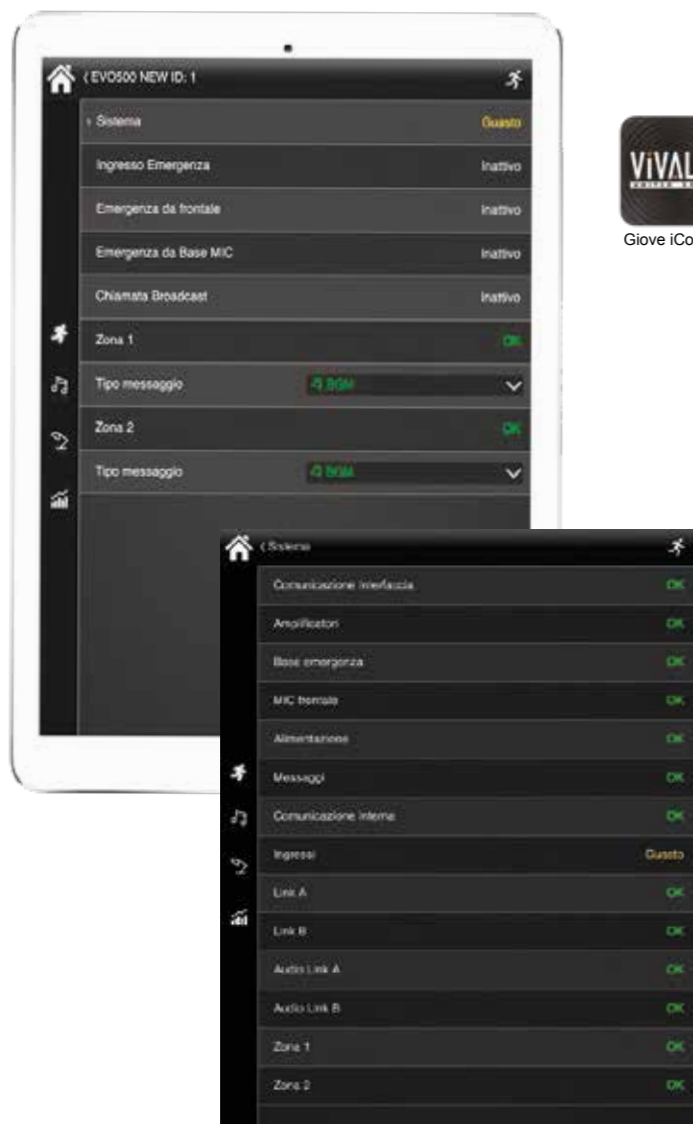 ‹ EVO500 NEW ID: 1
Sistema Guasto
Ingresso Emergenza Inattivo
Emergenza da frontale Inattivo
Emergenza da Base MIC Inattivo
Chiamata Broadcast Inattivo
Zona 1 OK
Tipo messaggio BGM
Zona 2 OK
Tipo messaggio BGM
ViVAL
Giove iCo
‹ Sistema
Comunicazione interfaccia OK
Amplificatori OK
Base emergenza OK
MIC frontale OK
Alimentazione OK
Messaggi OK
Comunicazione interna OK
Ingressi Guasto
Link A OK
Link B OK
Audio Link A OK
Audio Link B OK
Zona 1 OK
Zona 2 OK